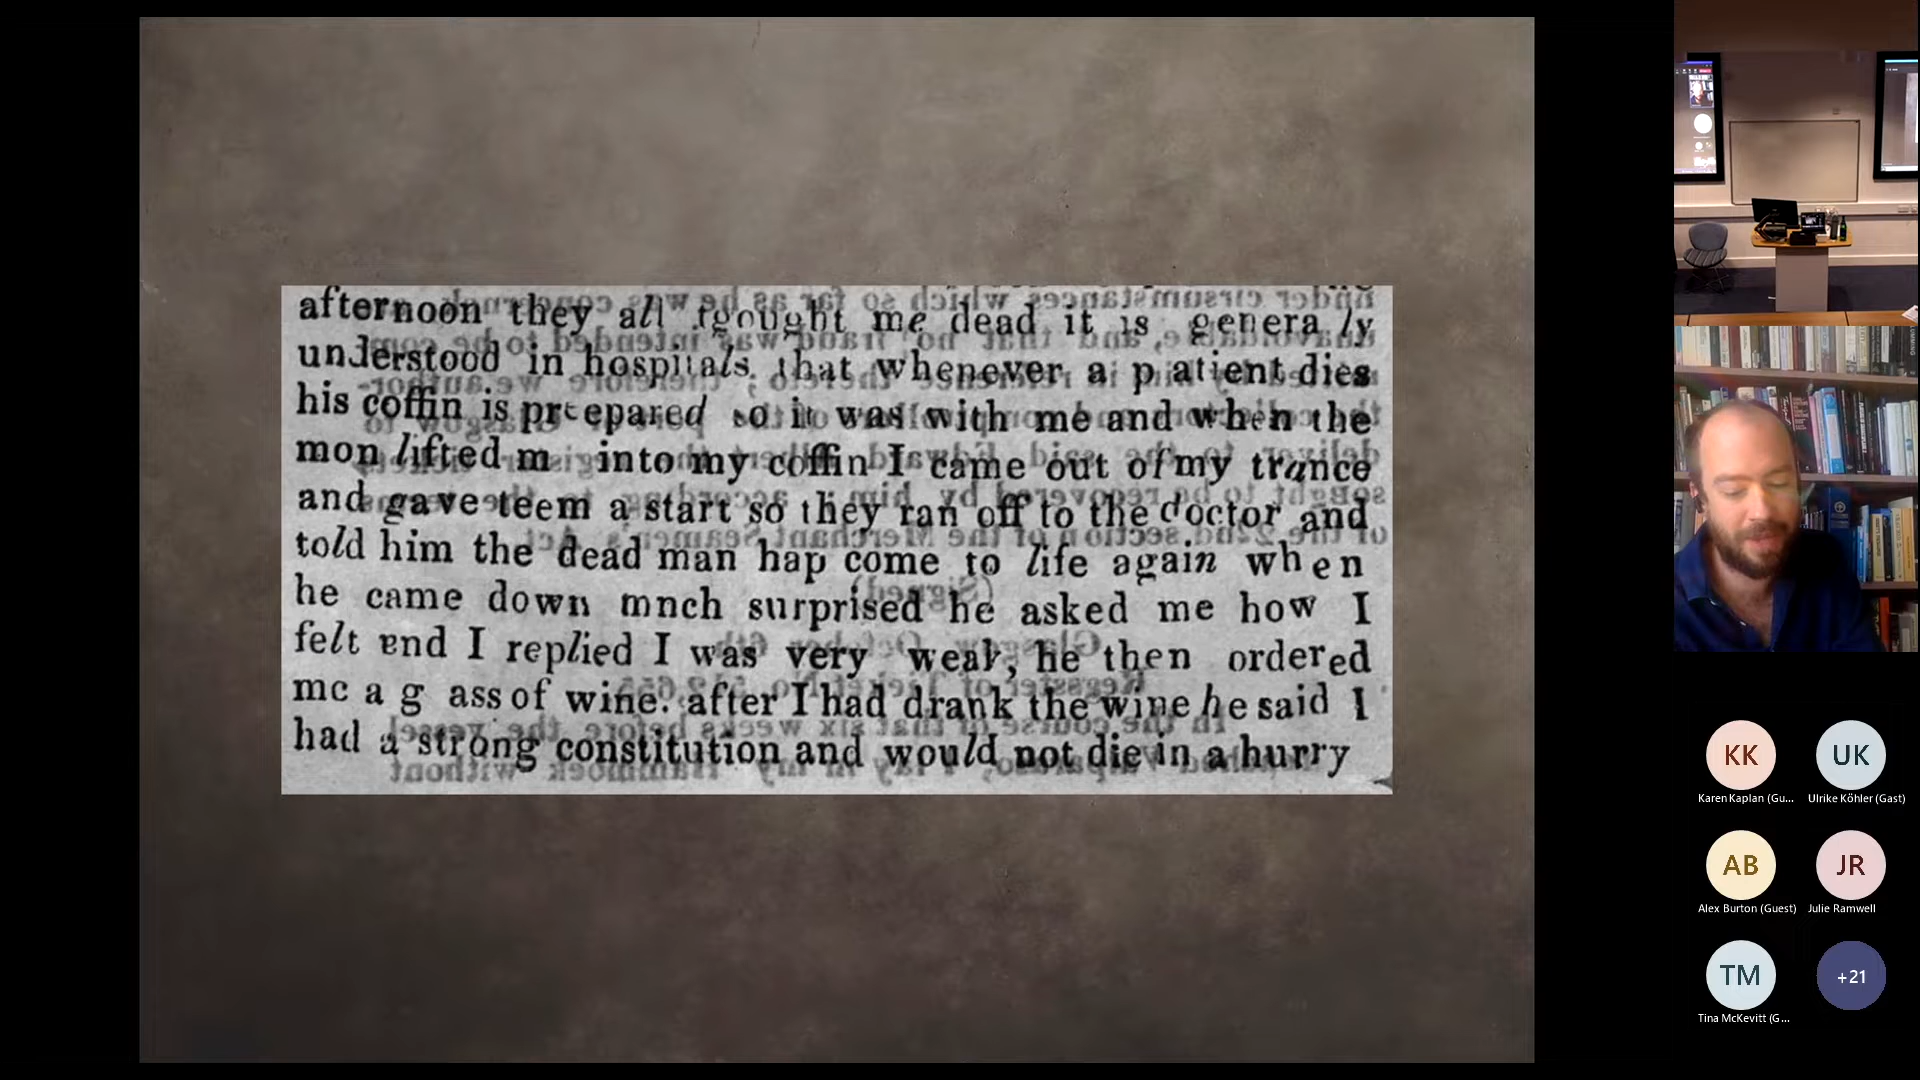 afternoon they all tgought me dead it is genera ly
understood in hospitals. that whenever a p atient dies
his coffin is prcepared so it was with me and when the
mon lifted m into my coffin I came out of my trance
and gave teem a start so they ran off to the doctor and
told him the dead man hap come to life again when
he came down mnch surprised he asked me how I
felt end I replied I was very weak, he then ordered
mc a g ass of wine. after I had drank the wine he said I
had a strong constitution and would not die in a hurry
KK
Karen Kaplan (Gu...
UK
Ulrike Köhler (Gast)
AB
Alex Burton (Guest)
JR
Julie Ramwell
TM
Tina McKevitt (G...
+21